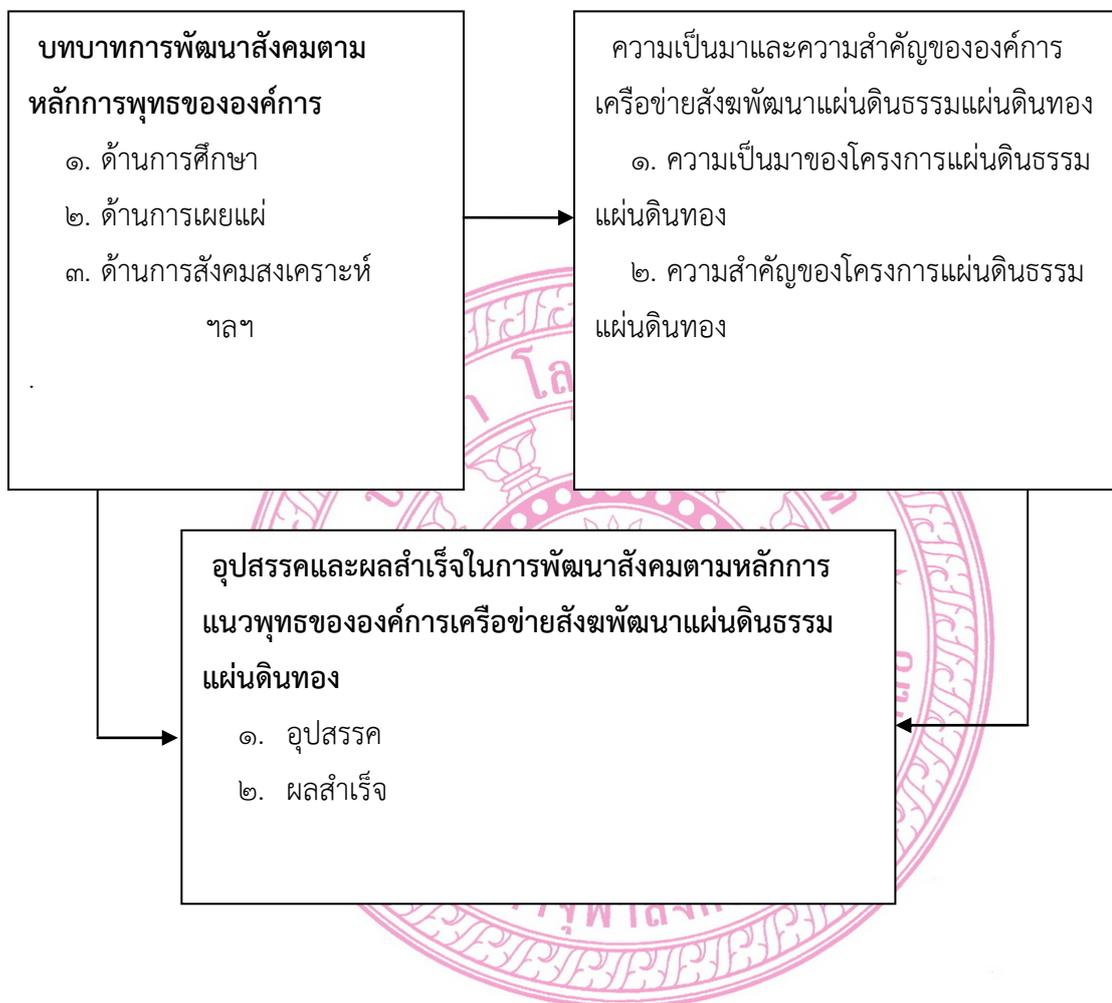 บทบาทการพัฒนาสังคมตาม
หลักการพุทธขององค์การ
๑. ด้านการศึกษา
๒. ด้านการเผยแผ่
๓. ด้านการสังคมสงเคราะห์
ฯลฯ
.
ความเป็นมาและความสำคัญขององค์การ
เครือข่ายสังฆพัฒนาแผ่นดินธรรมแผ่นดินทอง
๑. ความเป็นมาของโครงการแผ่นดินธรรม
แผ่นดินทอง
๒. ความสำคัญของโครงการแผ่นดินธรรม
แผ่นดินทอง
อุปสรรคและผลสำเร็จในการพัฒนาสังคมตามหลักการ
แนวพุทธขององค์การเครือข่ายสังฆพัฒนาแผ่นดินธรรม
แผ่นดินทอง
๑. อุปสรรค
๒. ผลสำเร็จ